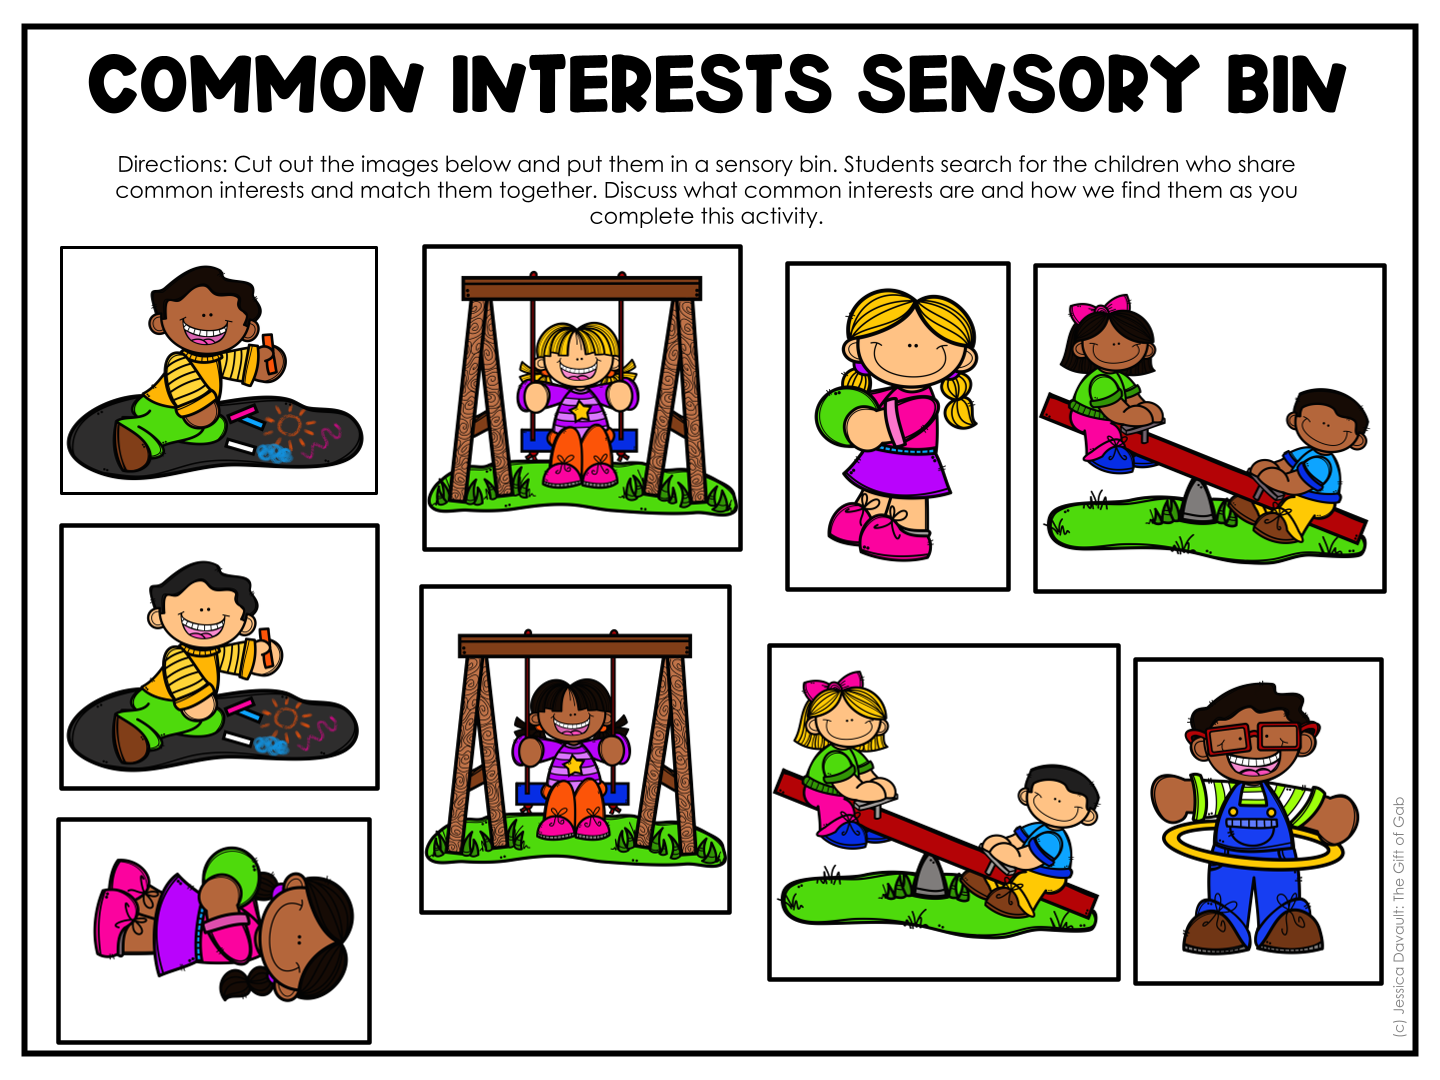 COMMON INTERESTS SENSORY BIN
Directions: Cut out the images below and put them in a sensory bin. Students search for the children who share
common interests and match them together. Discuss what common interests are and how we find them as you
complete this activity.
(c) Jessica Davault: The Gift of Gab